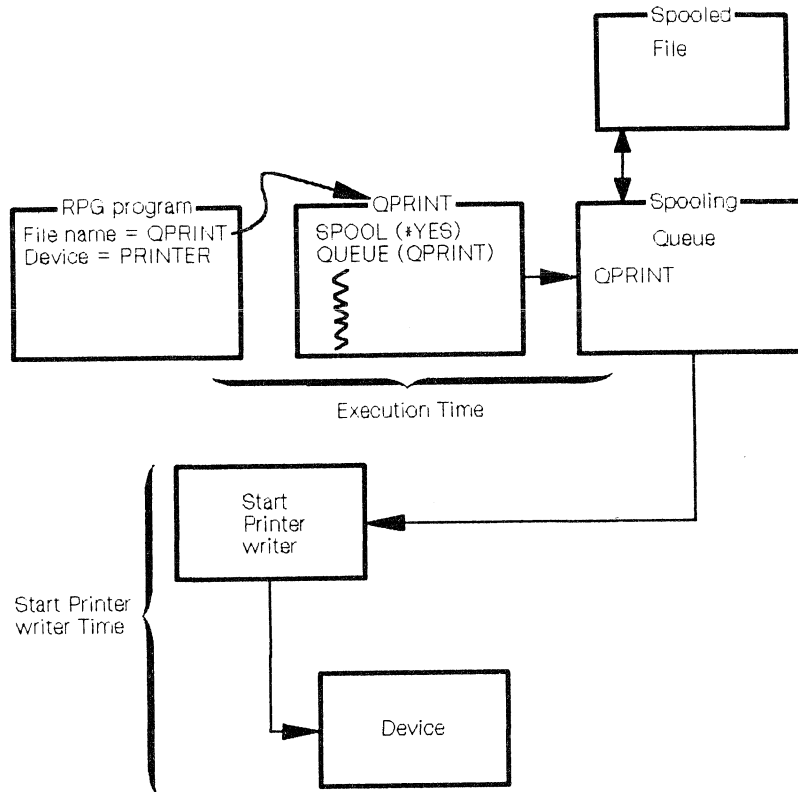 Spooled
File
RPG program
File name = QPRINT
Device = PRINTER
QPRINT
SPOOL (*YES)
QUEUE (QPRINT)
Spooling
Queue
QPRINT
Execution Time
Start
Printer
writer
Start Printer
writer Time
Device